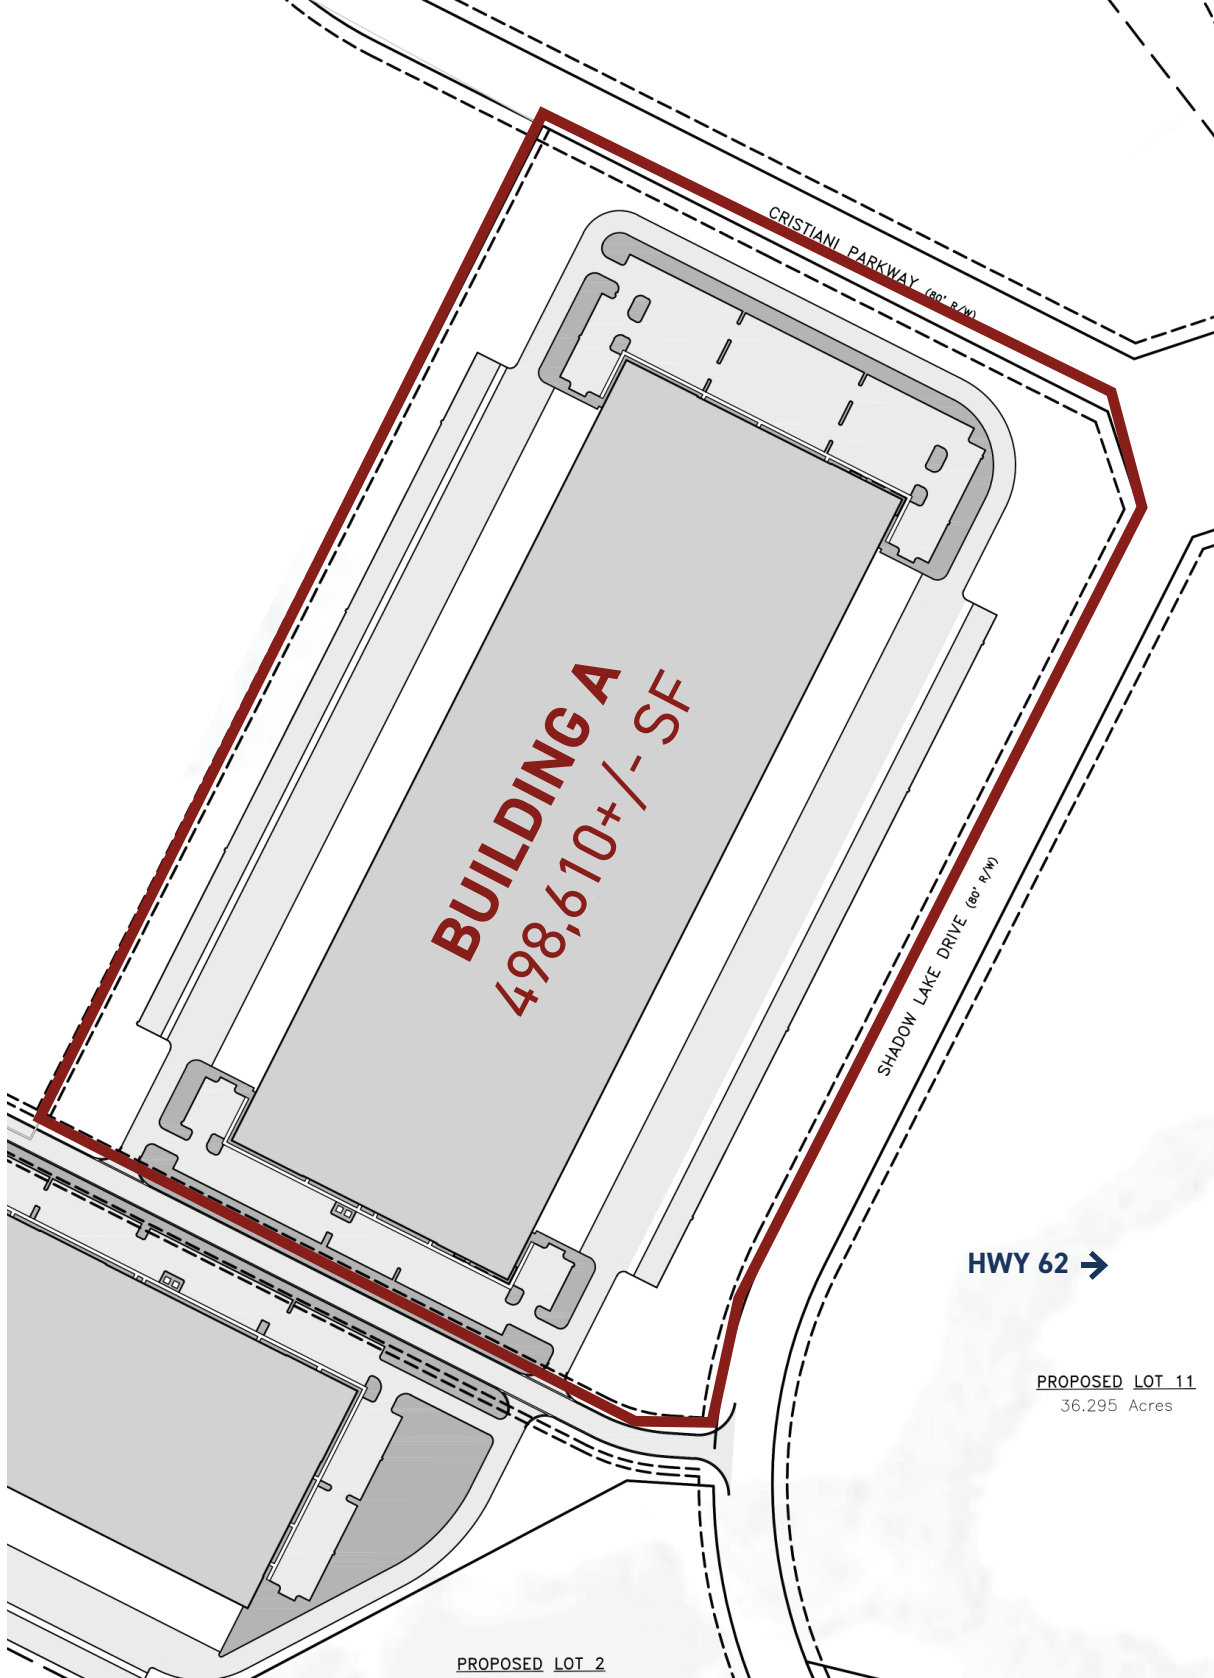 CRISTIANI PARKWAY (80' R/W)
BUILDING A
498,610+/- SF
SHADOW LAKE DRIVE (80' R/W)
HWY 62 →
PROPOSED LOT 11
36.295 Acres
PROPOSED LOT 2